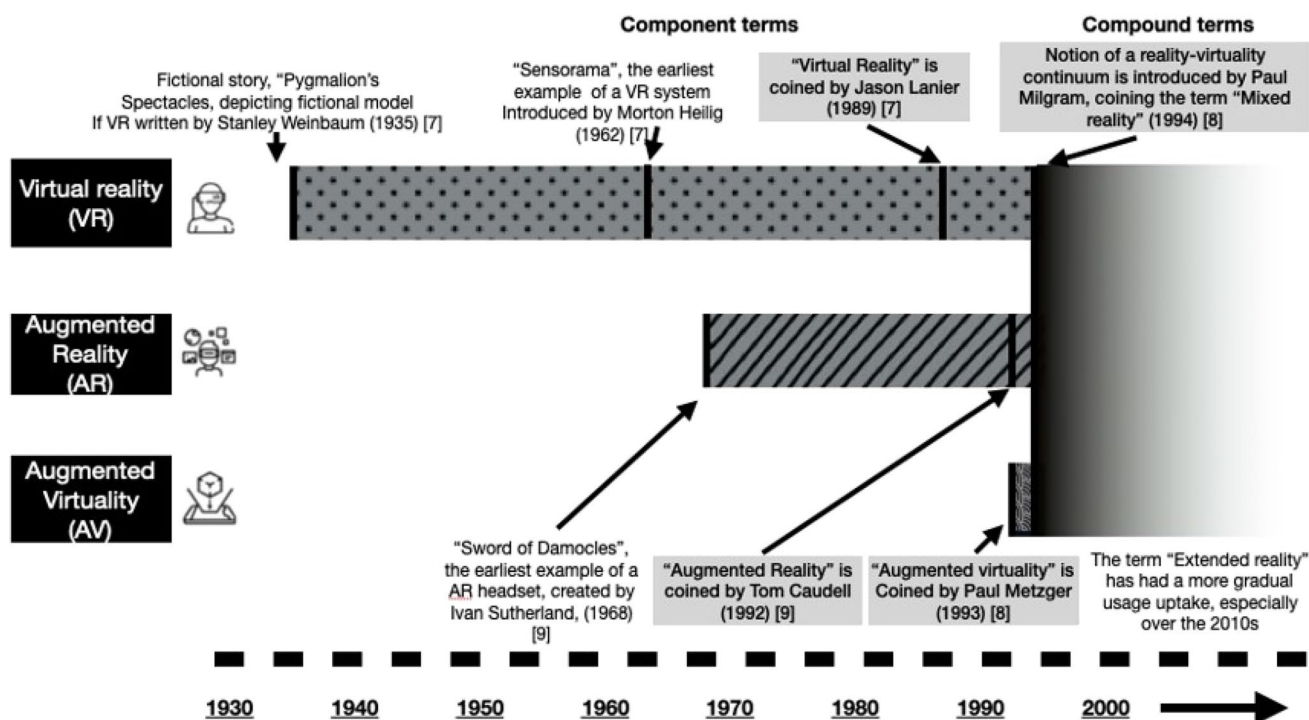 Component terms
Compound terms
Fictional story, “Pygmalion’s
Spectacles, depicting fictional model
If VR written by Stanley Weinbaum (1935) [7]
“Sensorama”, the earliest
example of a VR system
Introduced by Morton Heilig
(1962) [7]
“Virtual Reality” is
coined by Jason Lanier
(1989) [7]
Notion of a reality-virtuality
continuum is introduced by Paul
Milgram, coining the term “Mixed
reality” (1994) [8]
Virtual reality
(VR)
Augmented
Reality
(AR)
Augmented
Virtuality
(AV)
“Sword of Damocles”,
the earliest example of a
AR headset, created by
Ivan Sutherland, (1968)
[9]
“Augmented Reality” is
coined by Tom Caudell
(1992) [9]
“Augmented virtuality” is
Coined by Paul Metzger
(1993) [8]
The term “Extended reality”
has had a more gradual
usage uptake, especially
over the 2010s
1930 1940 1950 1960 1970 1980 1990 2000